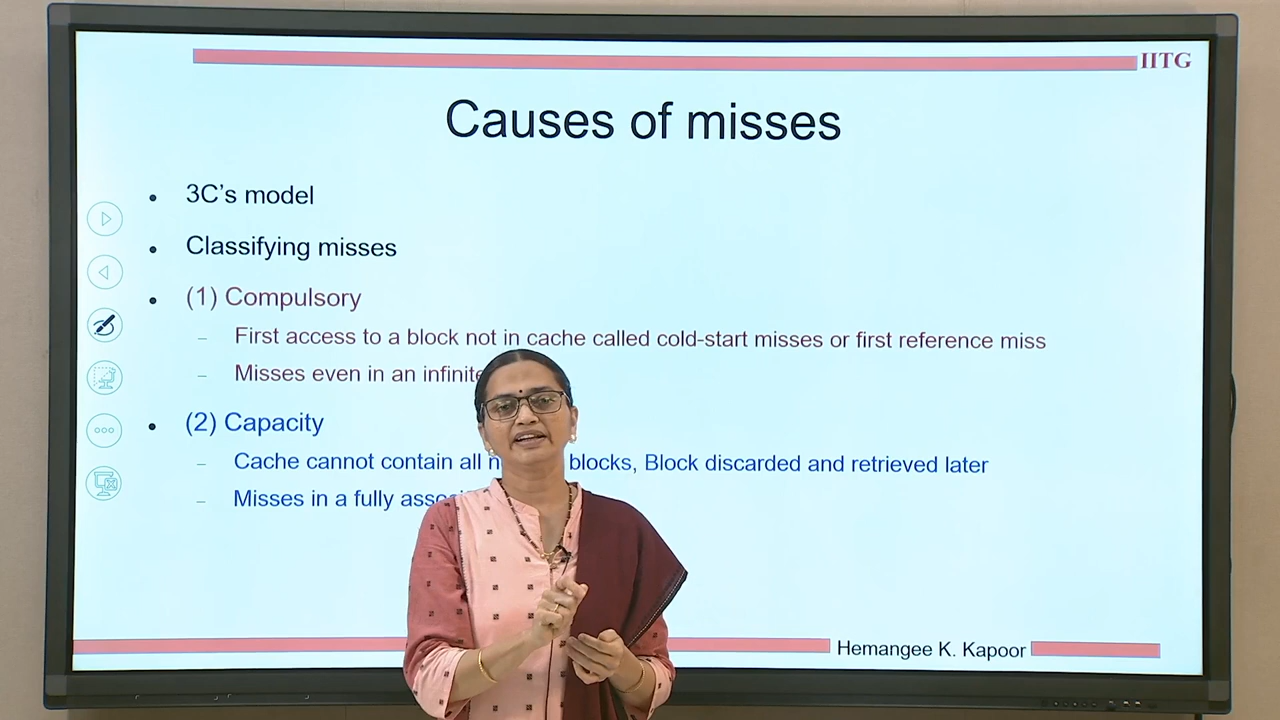 IITG
Causes of misses
3C's model
Classifying misses
(1) Compulsory
First access to a block not in cache called cold-start misses or first reference miss
Misses even in an infinite
(2) Capacity
Cache cannot contain all blocks, Block discarded and retrieved later
Misses in a fully
Hemangee K. Kapoor